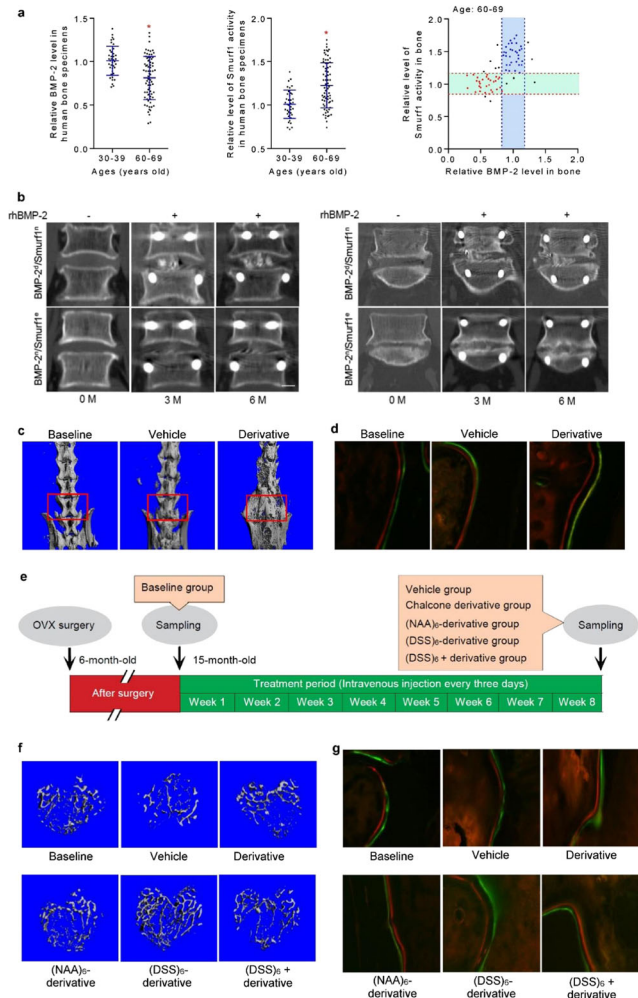 a
Relative BMP-2 level in
human bone specimens
1.5
1.0
0.5
0.0
30-39
60-69
Ages (years old)
*
Relative level of Smurf1 activity
in human bone specimens
2.0
1.5
1.0
0.5
30-39
60-69
Ages (years old)
*
Age: 60-69
Relative level of
Smurf1 activity in bone
2.0
1.5
1.0
0.5
0.0
0.0
0.5
1.0
1.5
2.0
Relative BMP-2 level in bone
b
rhBMP-2 - + +
rhBMP-2 - + +
BMP-2ᵈ/Smurf1ⁿ
BMP-2ⁿ/Smurf1ᵉ
0 M 3 M 6 M
BMP-2ᵈ/Smurf1ⁿ
BMP-2ⁿ/Smurf1ᵉ
0 M 3 M 6 M
c
Baseline Vehicle Derivative
d
Baseline Vehicle Derivative
e
OVX surgery
Baseline group
Sampling
Vehicle group
Chalcone derivative group
(NAA)₆-derivative group
(DSS)₆-derivative group
(DSS)₆ + derivative group
Sampling
6-month-old
15-month-old
After surgery
Treatment period (Intravenous injection every three days)
Week 1 Week 2 Week 3 Week 4 Week 5 Week 6 Week 7 Week 8
f
Baseline Vehicle Derivative
(NAA)₆-
derivative
(DSS)₆-
derivative
(DSS)₆ +
derivative
g
Baseline Vehicle Derivative
(NAA)₆-
derivative
(DSS)₆-
derivative
(DSS)₆ +
derivative